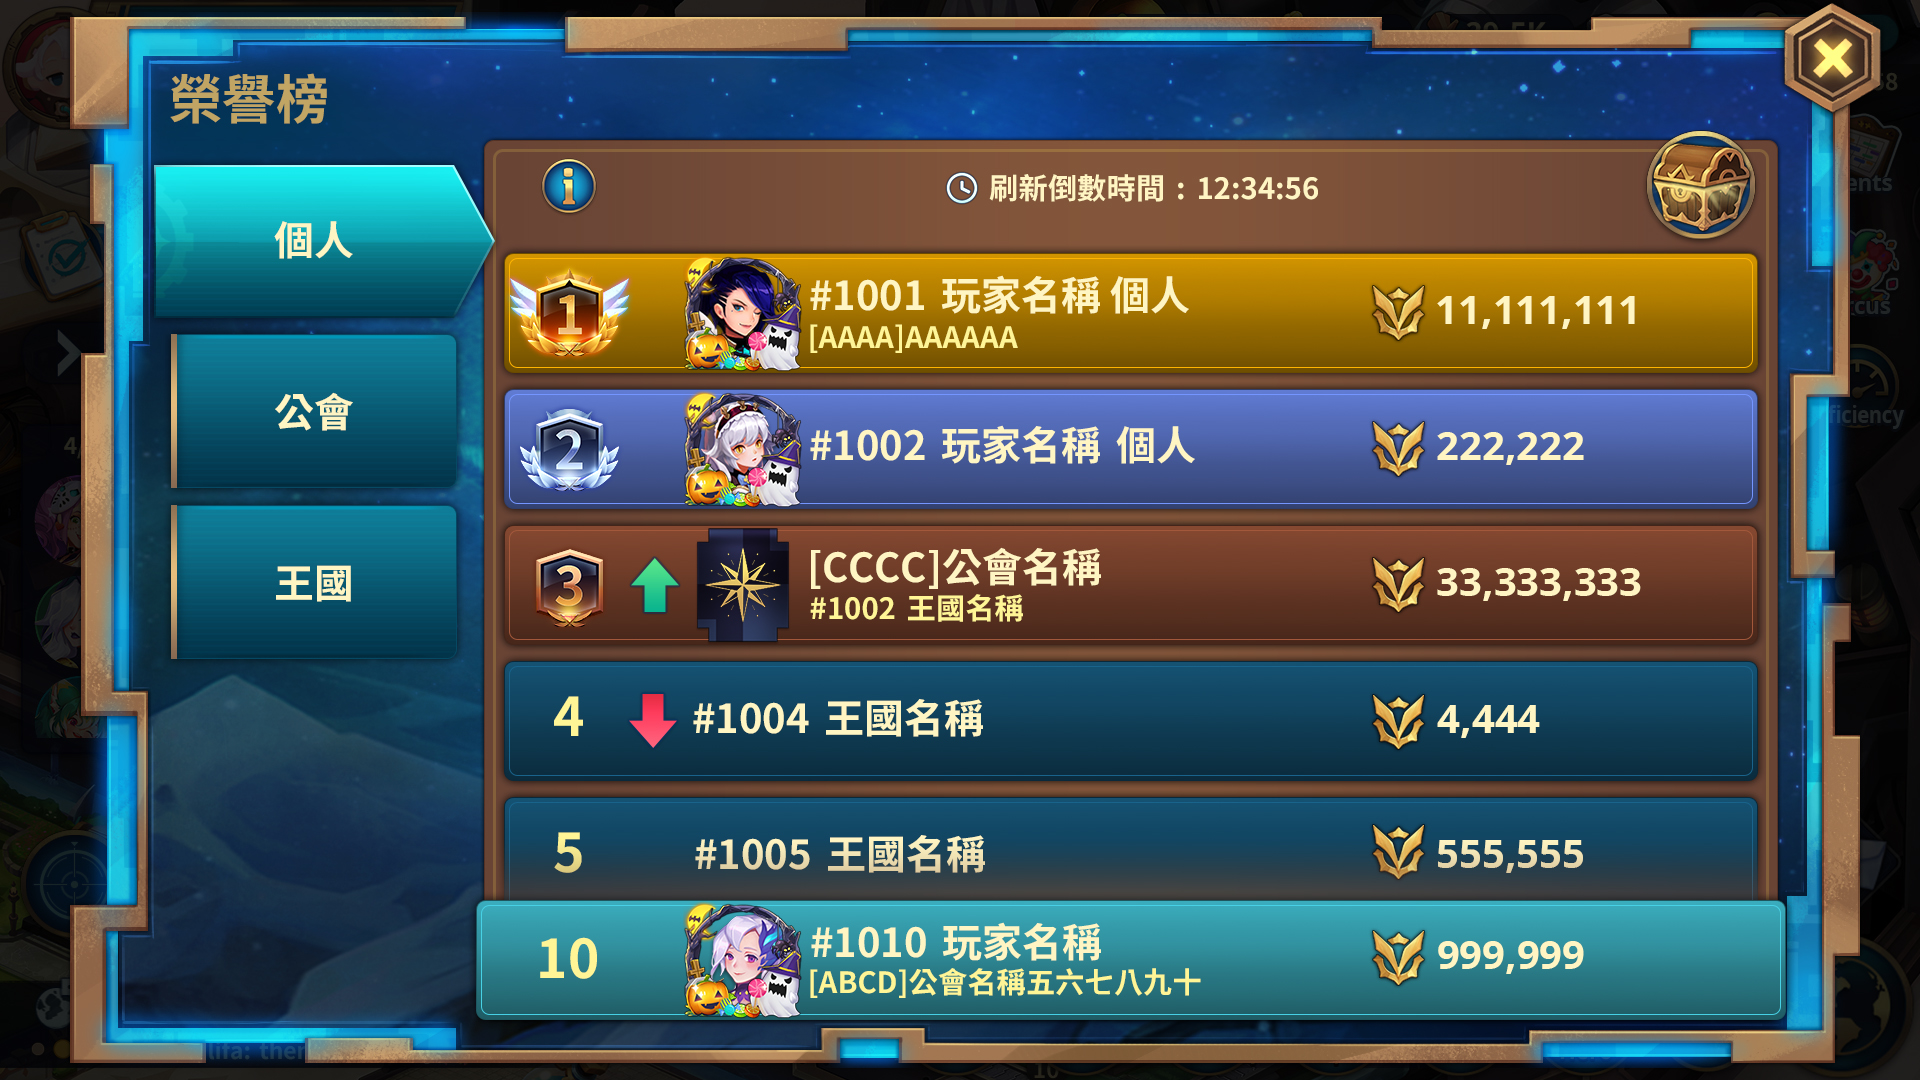 榮譽榜
個人
公會
王國
刷新倒數時間：12:34:56
1
#1001 玩家名稱 個人
[AAAA]AAAAAA
11,111,111
2
#1002 玩家名稱 個人
222,222
3
[CCCC]公會名稱
#1002 王國名稱
33,333,333
4
#1004 王國名稱
4,444
5
#1005 王國名稱
555,555
10
#1010 玩家名稱
[ABCD]公會名稱五六七八九十
999,999